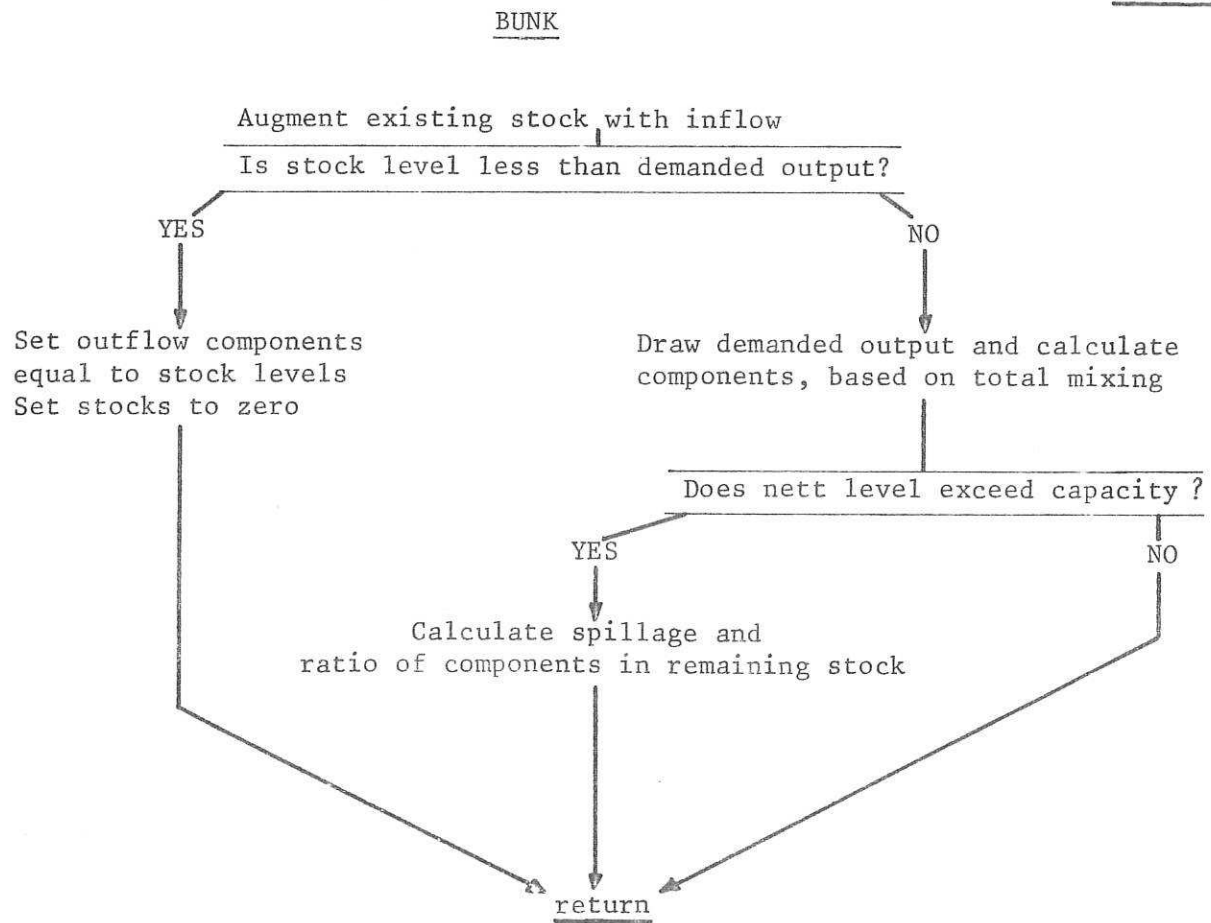 BUNK
Augment existing stock with inflow
Is stock level less than demanded output?
YES
NO
Set outflow components
equal to stock levels
Set stocks to zero
Draw demanded output and calculate
components, based on total mixing
Does nett level exceed capacity ?
YES
NO
Calculate spillage and
ratio of components in remaining stock
return